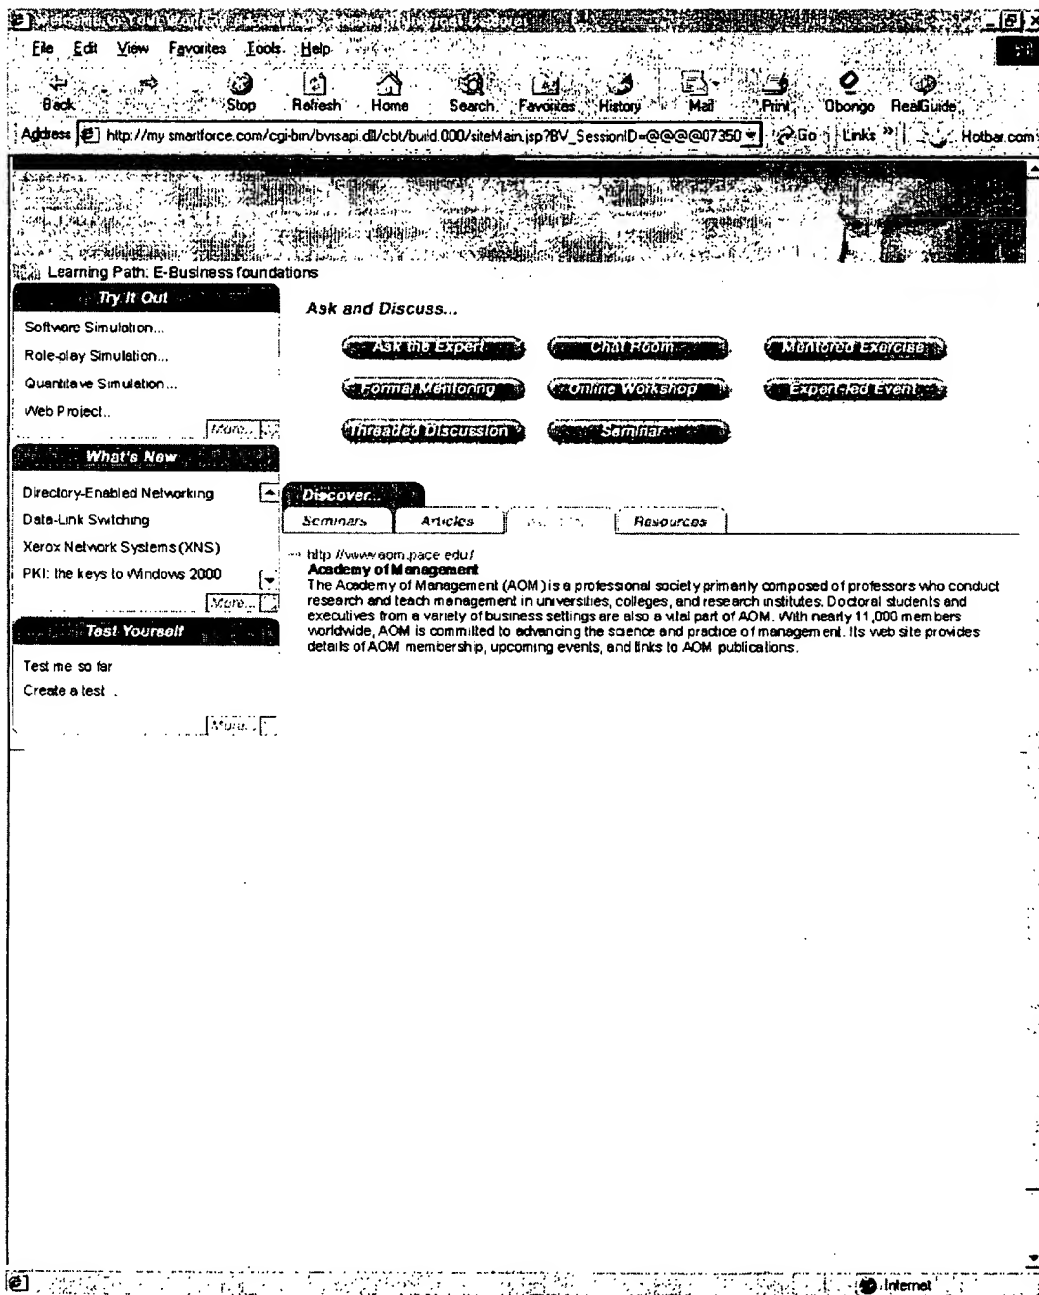 Microsoft Internet Explorer
File Edit View Favorites Tools Help
Back Stop Refresh Home Search Favorites History Mail Print Obongo RealGuide
Address http://my smartforce.com/cgi-bin/bvisapi.dll/cbt/build.000/siteMain.jsp?BV_SessionID=@@@@07350 Go Links » Hotbar.com
Learning Path: E-Business foundations
Try It Out
Software Simulation...
Role-play Simulation...
Quantitave Simulation...
Web Project..
More...
What's New
Directory-Enabled Networking
Data-Link Switching
Xerox Network Systems (XNS)
PKI: the keys to Windows 2000
More...
Test Yourself
Test me so far
Create a test .
More...
Ask and Discuss...
Ask the Expert Chat Room Mentored Exercise
Formal Mentoring Online Workshop Expert-led Event
Threaded Discussion Seminar
Discover...
Seminars Articles Resources
http://www.aom.pace.edu/
Academy of Management
The Academy of Management (AOM) is a professional society primarily composed of professors who conduct
research and teach management in universities, colleges, and research institutes. Doctoral students and
executives from a variety of business settings are also a vital part of AOM. With nearly 11,000 members
worldwide, AOM is committed to advancing the science and practice of management. Its web site provides
details of AOM membership, upcoming events, and links to AOM publications.
Internet